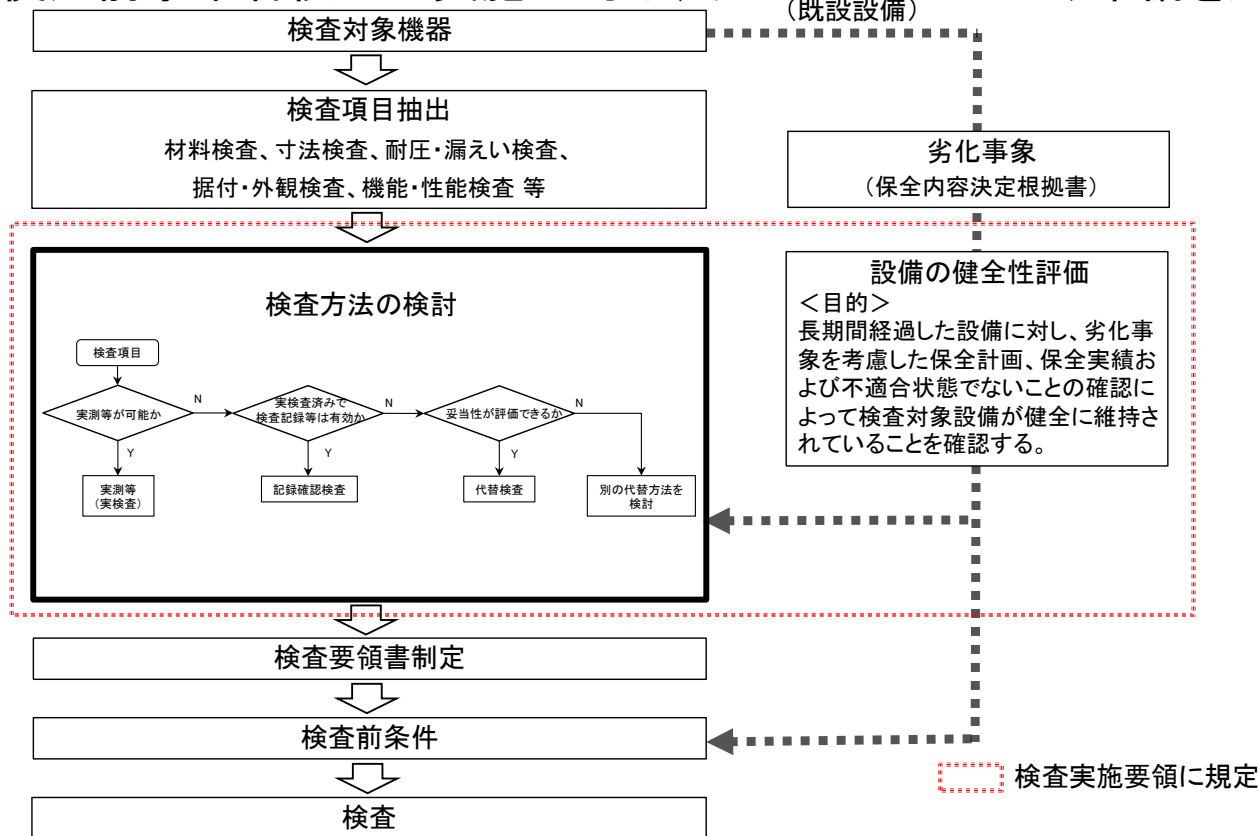 (既設設備)
検査対象機器
検査項目抽出
材料検査、寸法検査、耐圧・漏えい検査、
据付・外観検査、機能・性能検査 等
劣化事象
(保全内容決定根拠書)
検査方法の検討
検査項目
実測等が可能か
N
実検査済みで
検査記録等は有効か
N
妥当性が評価できるか
N
Y
Y
Y
実測等
(実検査)
記録確認検査
代替検査
別の代替方法を
検討
設備の健全性評価
<目的>
長期間経過した設備に対し、劣化事
象を考慮した保全計画、保全実績お
よび不適合状態でないことの確認に
よって検査対象設備が健全に維持さ
れていることを確認する。
検査要領書制定
検査前条件
検査
検査実施要領に規定